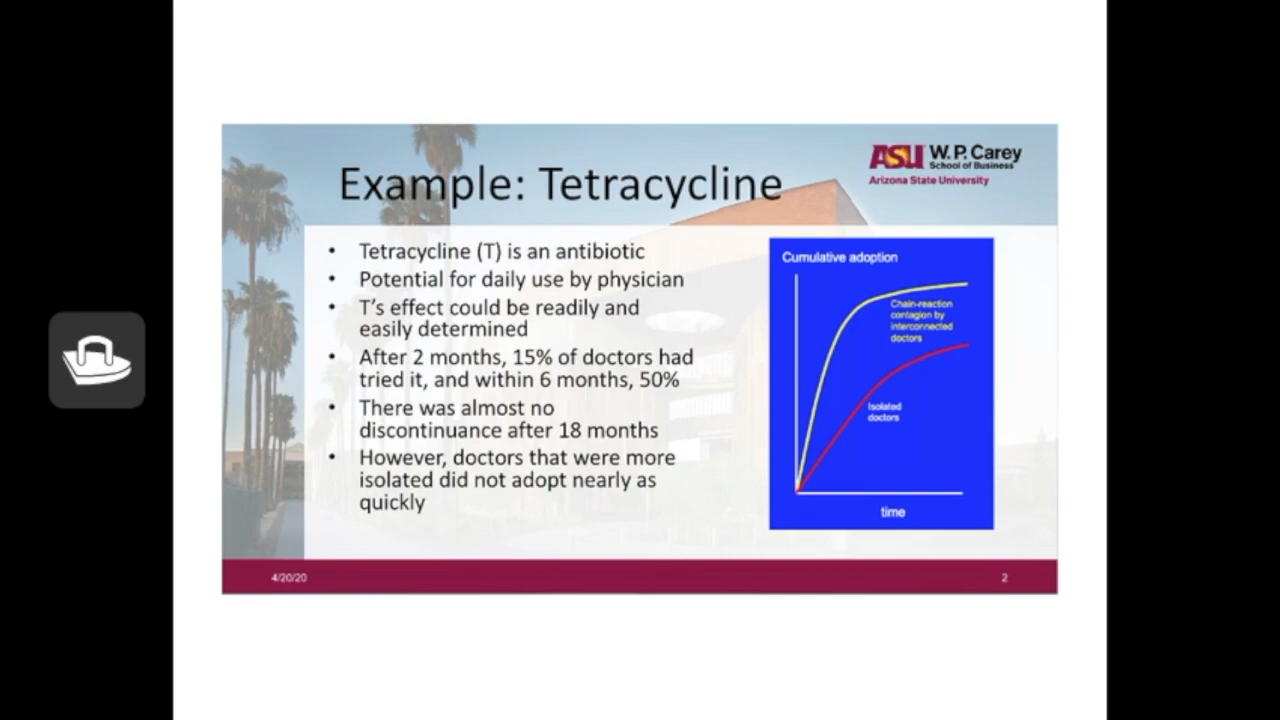 Example: Tetracycline
ASU W. P. Carey
School of Business
Arizona State University
• Tetracycline (T) is an antibiotic
• Potential for daily use by physician
• T's effect could be readily and
easily determined
• After 2 months, 15% of doctors had
tried it, and within 6 months, 50%
• There was almost no
discontinuance after 18 months
• However, doctors that were more
isolated did not adopt nearly as
quickly
Cumulative adoption
Chain-reaction
contagion by
interconnected
doctors
Isolated
doctors
time
4/20/20
2